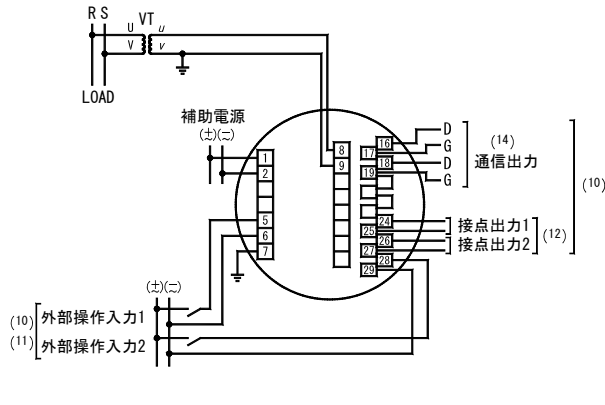 R S
VT
U
u
V
v
LOAD
補助電源
(±)(∓)
1
2
5
6
7
8
9
16
17
18
19
24
25
26
27
28
29
D
G
D
G
(14)
通信出力
(10)
接点出力1
接点出力2
(12)
(±)(∓)
(10)
外部操作入力1
(11)
外部操作入力2